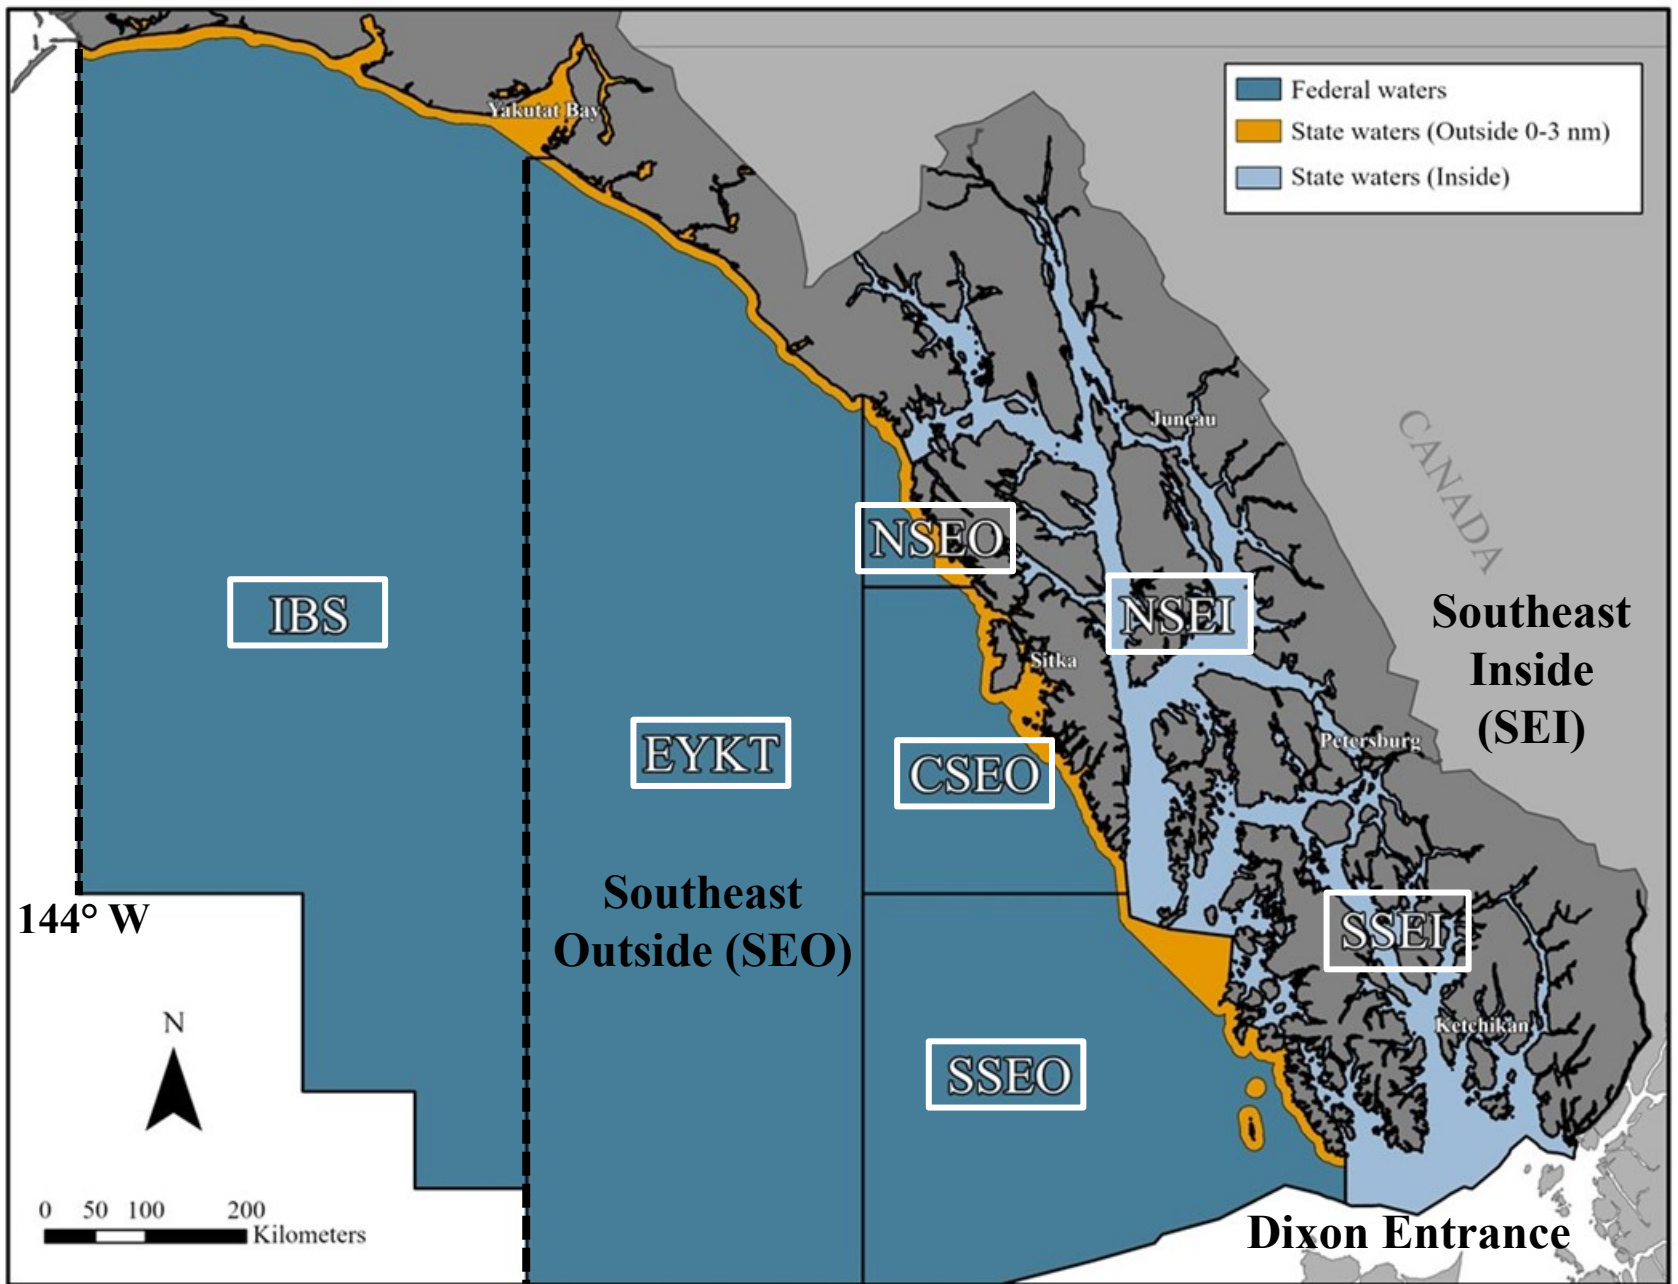 Federal waters
State waters (Outside 0-3 nm)
State waters (Inside)
Yakutat Bay
Juneau
CANADA
NSEO
IBS
NSEI
Southeast
Inside
(SEI)
Sitka
EYKT
Petersburg
CSEO
Southeast
Outside (SEO)
144° W
SSEI
N
Ketchikan
SSEO
0 50 100 200
Kilometers
Dixon Entrance